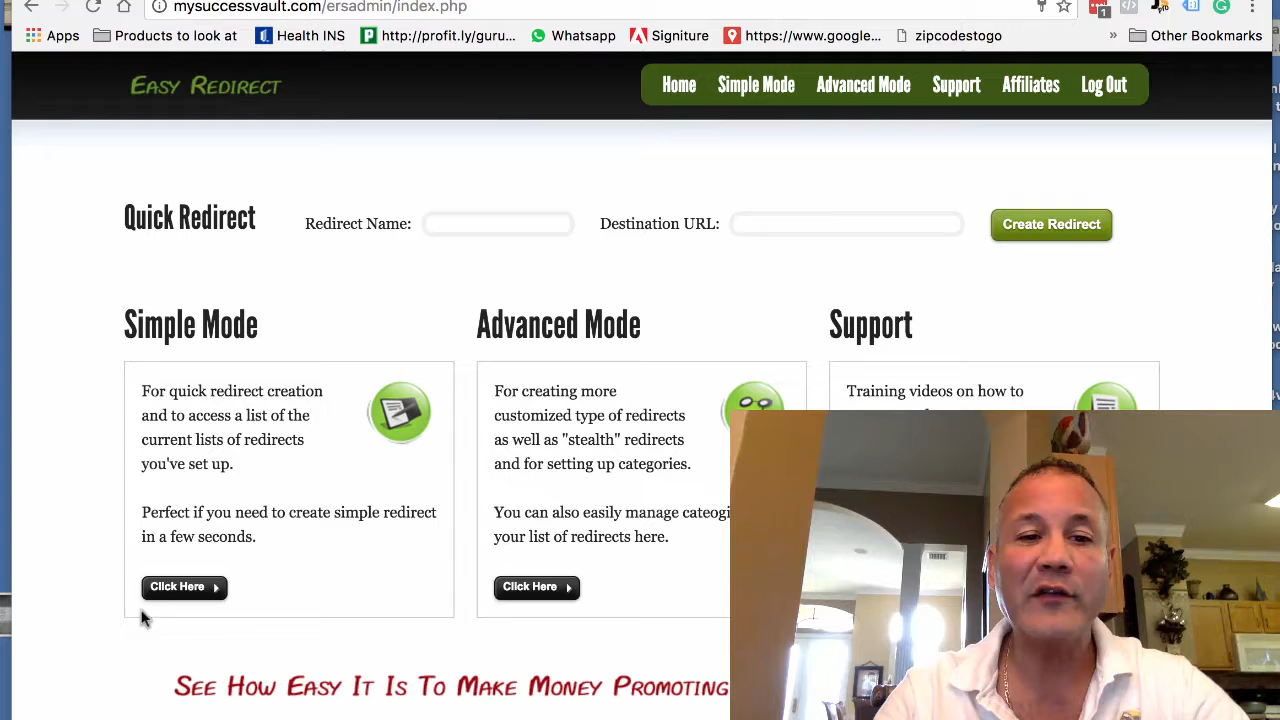 mysuccessvault.com/ersadmin/index.php
1
Apps Products to look at Health INS http://profit.ly/guru... Whatsapp Signiture https://www.google... zipcodestogo » Other Bookmarks
Easy Redirect
Home Simple Mode Advanced Mode Support Affiliates Log Out
Quick Redirect Redirect Name: Destination URL: Create Redirect
Simple Mode
For quick redirect creation
and to access a list of the
current lists of redirects
you've set up.
Perfect if you need to create simple redirect
in a few seconds.
Click Here
Advanced Mode
For creating more
customized type of redirects
as well as "stealth" redirects
and for setting up categories.
You can also easily manage cateogi
your list of redirects here.
Click Here
Support
Training videos on how to
See How Easy It Is To Make Money Promoting